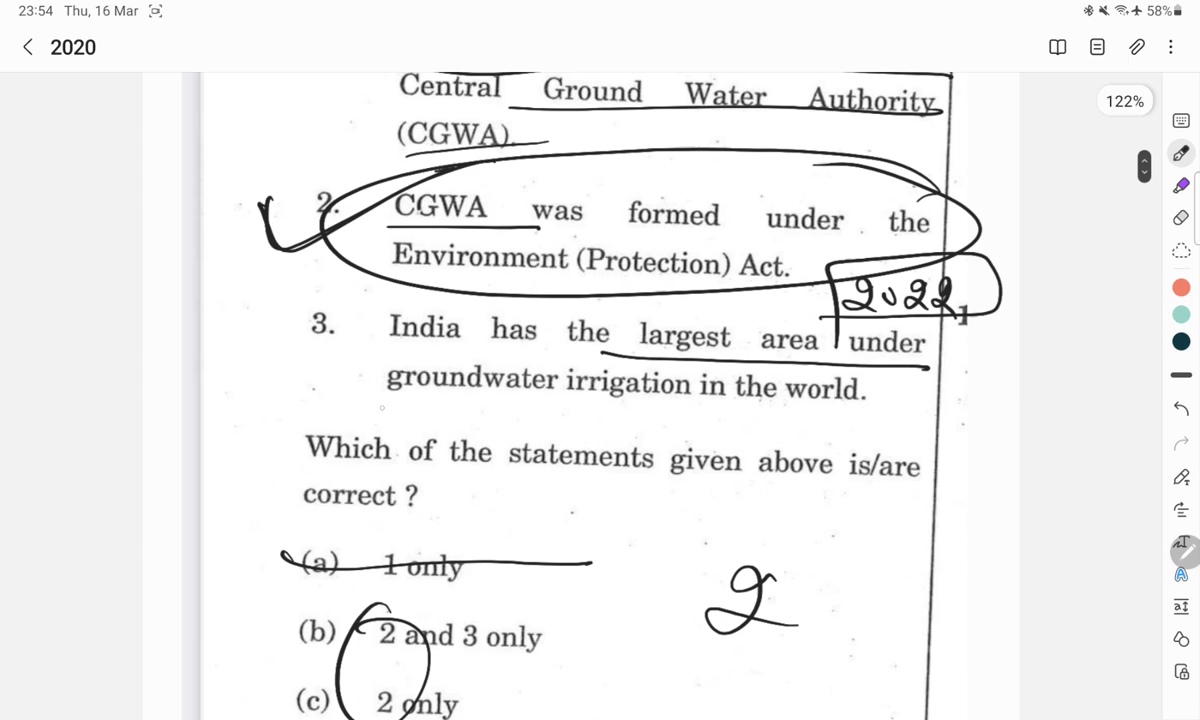 23:54 Thu, 16 Mar 58%
2020
122%
Central Ground Water Authority
(CGWA).
2. CGWA was formed under the
Environment (Protection) Act.
2022
3. India has the largest area under
groundwater irrigation in the world.
Which of the statements given above is/are
correct ?
(a) 1 only
2
(b) 2 and 3 only
(c) 2 only